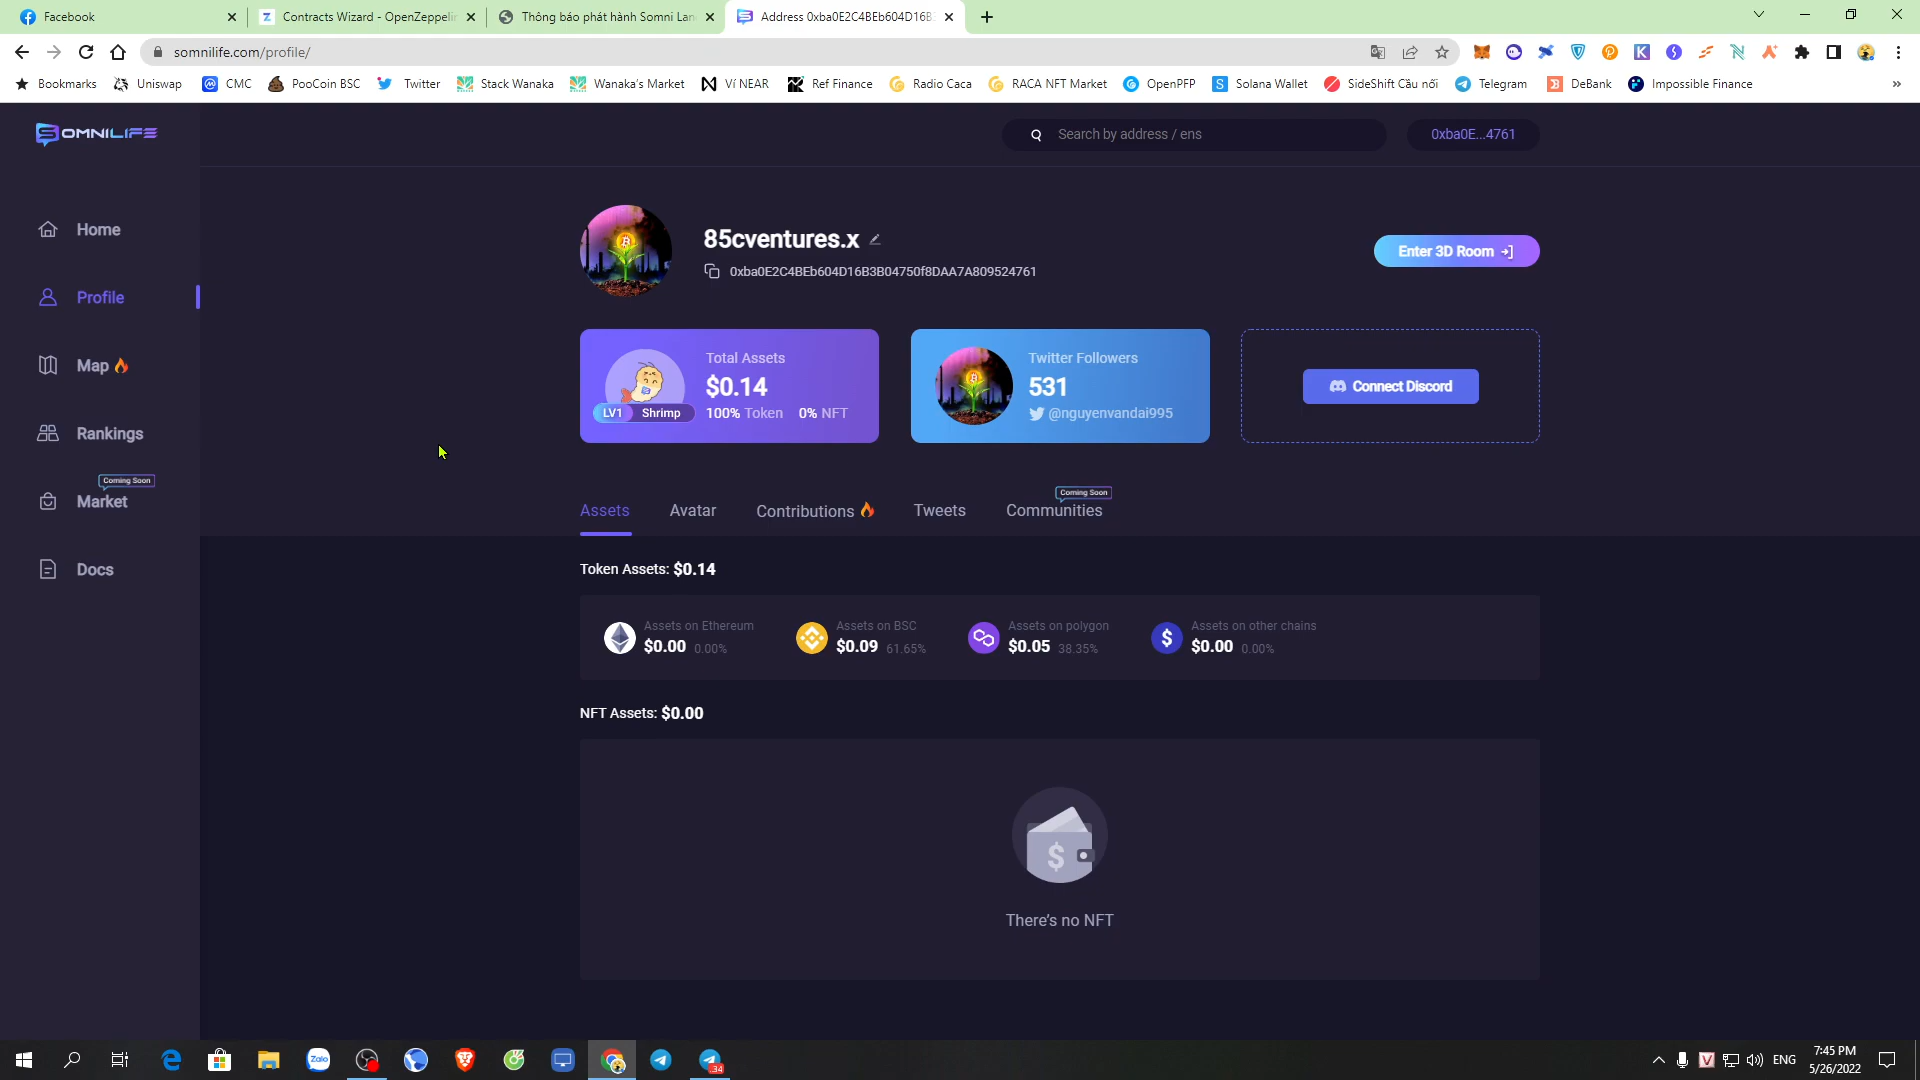 Facebook
Contracts Wizard - OpenZeppelin
Thông báo phát hành Somni Lan
Address 0xba0E2C4BEb604D16B3
somnilife.com/profile/
Bookmarks
Uniswap
CMC
PooCoin BSC
Twitter
Stack Wanaka
Wanaka's Market
Ví NEAR
Ref Finance
Radio Caca
RACA NFT Market
OpenPFP
Solana Wallet
SideShift Cầu nối
Telegram
DeBank
Impossible Finance
»
SOMNILIFE
Search by address / ens
0xba0E...4761
Home
Profile
Map
Rankings
Coming Soon
Market
Docs
85cventures.x
0xba0E2C4BEb604D16B3B04750f8DAA7A809524761
Enter 3D Room
Total Assets
$0.14
LV1 Shrimp
100% Token 0% NFT
Twitter Followers
531
@nguyenvandai995
Connect Discord
Coming Soon
Assets
Avatar
Contributions
Tweets
Communities
Token Assets: $0.14
Assets on Ethereum
$0.00 0.00%
Assets on BSC
$0.09 61.65%
Assets on polygon
$0.05 38.35%
Assets on other chains
$0.00 0.00%
NFT Assets: $0.00
There's no NFT
Zalo
34
ENG
7:45 PM
5/26/2022